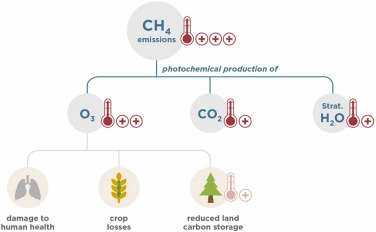 CH4
emissions
photochemical production of
O3
CO2
Strat.
H2O
damage to
human health
crop
losses
reduced land
carbon storage